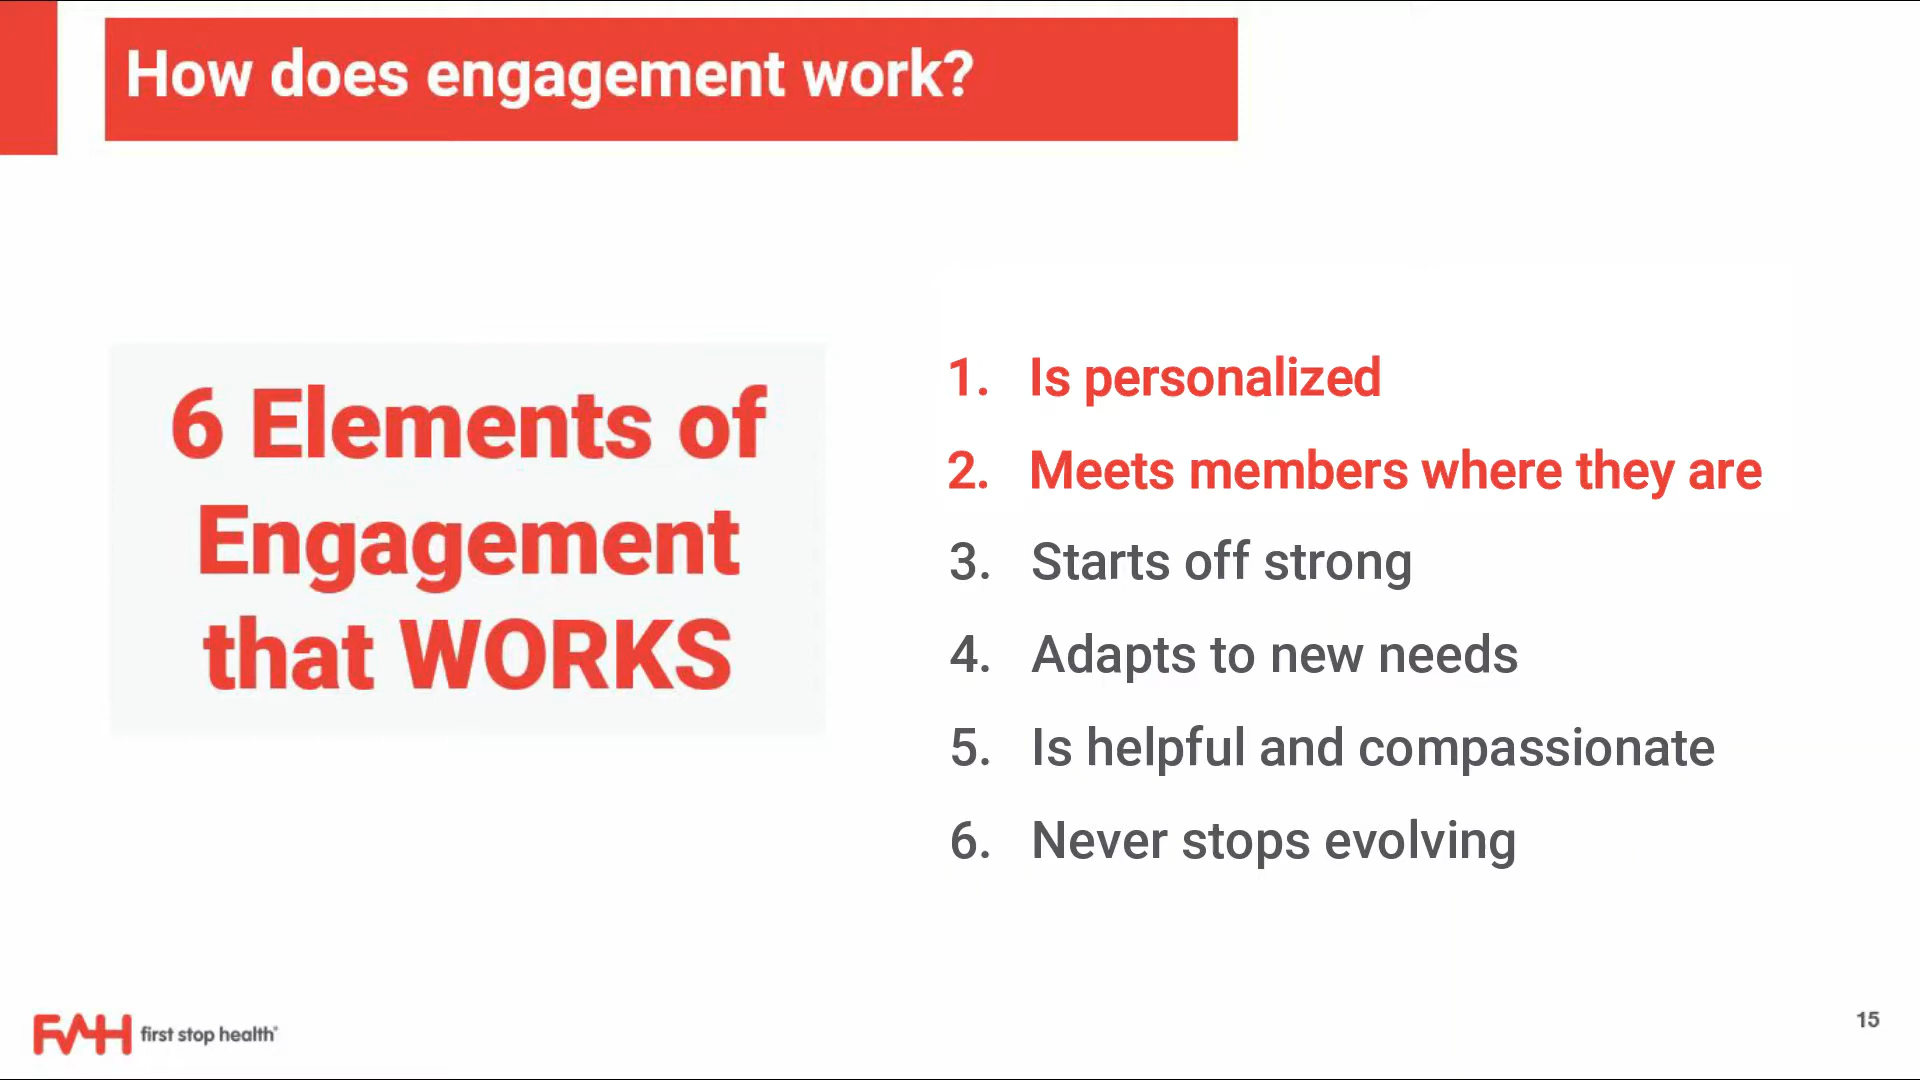 How does engagement work?
6 Elements of
Engagement
that WORKS
1. Is personalized
2. Meets members where they are
3. Starts off strong
4. Adapts to new needs
5. Is helpful and compassionate
6. Never stops evolving
first stop health
15